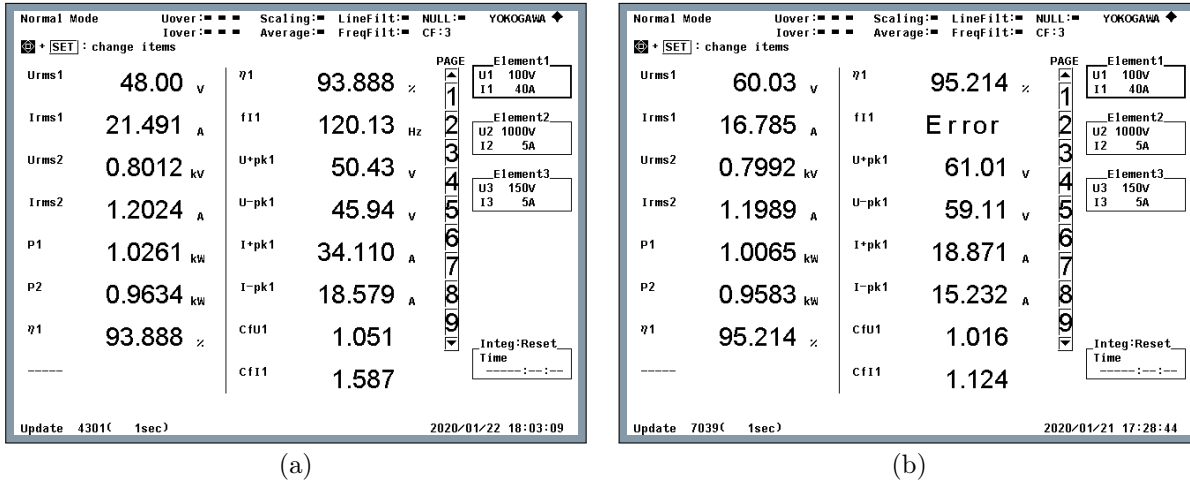 Normal Mode Uover:= = = Scaling:= LineFilt:= NULL:= YOKOGAWA ◆
Iover:= = = Average:= FreqFilt:= CF:3
+ SET : change items
PAGE
Urms1 48.00 V
Irms1 21.491 A
Urms2 0.8012 kV
Irms2 1.2024 A
P1 1.0261 kW
P2 0.9634 kW
η1 93.888 %
-----
η1 93.888 %
fI1 120.13 Hz
U+pk1 50.43 V
U-pk1 45.94 V
I+pk1 34.110 A
I-pk1 18.579 A
CfU1 1.051
CfI1 1.587
1
2
3
4
5
6
7
8
9
Element1
U1 100V
I1 40A
Element2
U2 1000V
I2 5A
Element3
U3 150V
I3 5A
Integ:Reset
Time
-----:--:--
Update 4301( 1sec) 2020/01/22 18:03:09
(a)
Normal Mode Uover:= = = Scaling:= LineFilt:= NULL:= YOKOGAWA ◆
Iover:= = = Average:= FreqFilt:= CF:3
+ SET : change items
PAGE
Urms1 60.03 V
Irms1 16.785 A
Urms2 0.7992 kV
Irms2 1.1989 A
P1 1.0065 kW
P2 0.9583 kW
η1 95.214 %
-----
η1 95.214 %
fI1 Error
U+pk1 61.01 V
U-pk1 59.11 V
I+pk1 18.871 A
I-pk1 15.232 A
CfU1 1.016
CfI1 1.124
1
2
3
4
5
6
7
8
9
Element1
U1 100V
I1 40A
Element2
U2 1000V
I2 5A
Element3
U3 150V
I3 5A
Integ:Reset
Time
-----:--:--
Update 7039( 1sec) 2020/01/21 17:28:44
(b)